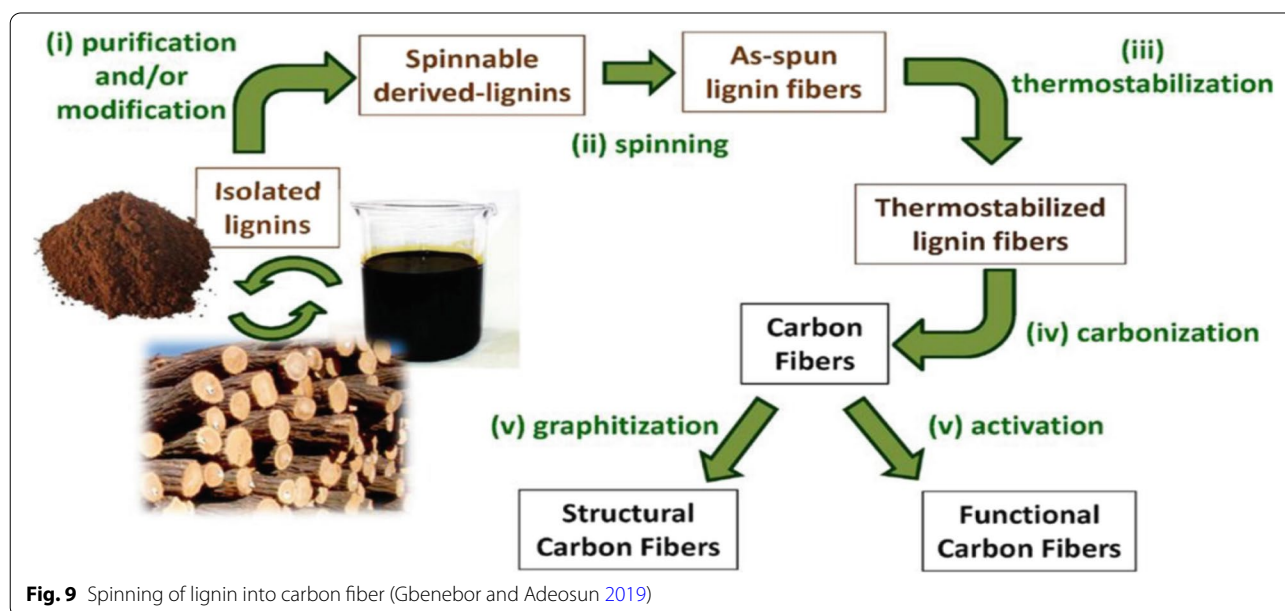 (i) purification
and/or
modification
Spinnable
derived-lignins
As-spun
lignin fibers
(iii)
thermostabilization
(ii) spinning
Isolated
lignins
Thermostabilized
lignin fibers
Carbon
Fibers
(iv) carbonization
(v) graphitization
(v) activation
Structural
Carbon Fibers
Functional
Carbon Fibers
Fig. 9 Spinning of lignin into carbon fiber (Gbenebor and Adeosun 2019)